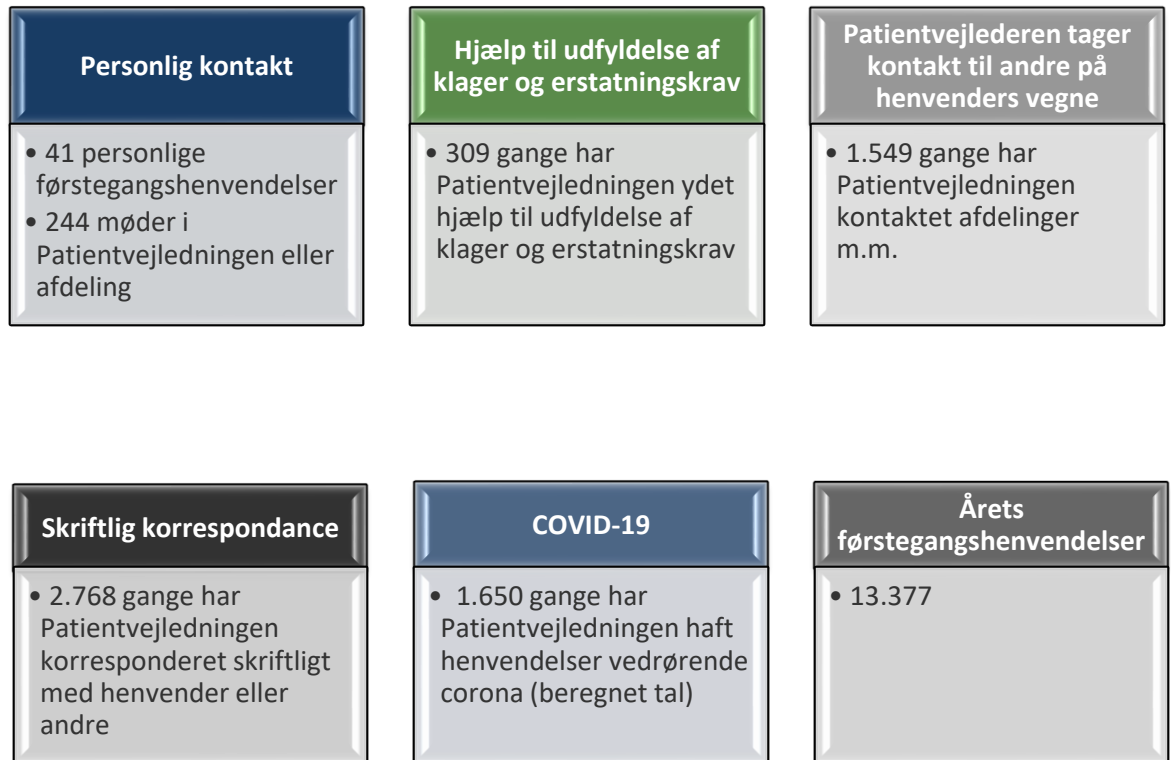 Personlig kontakt
• 41 personlige
førstegangshenvendelser
• 244 møder i
Patientvejledningen eller
afdeling
Hjælp til udfyldelse af
klager og erstatningskrav
• 309 gange har
Patientvejledningen ydet
hjælp til udfyldelse af
klager og erstatningskrav
Patientvejlederen tager
kontakt til andre på
henvenders vegne
• 1.549 gange har
Patientvejledningen
kontaktet afdelinger
m.m.
Skriftlig korrespondance
• 2.768 gange har
Patientvejledningen
korresponderet skriftligt
med henvender eller
andre
COVID-19
• 1.650 gange har
Patientvejledningen haft
henvendelser vedrørende
corona (beregnet tal)
Årets
førstegangshenvendelser
• 13.377